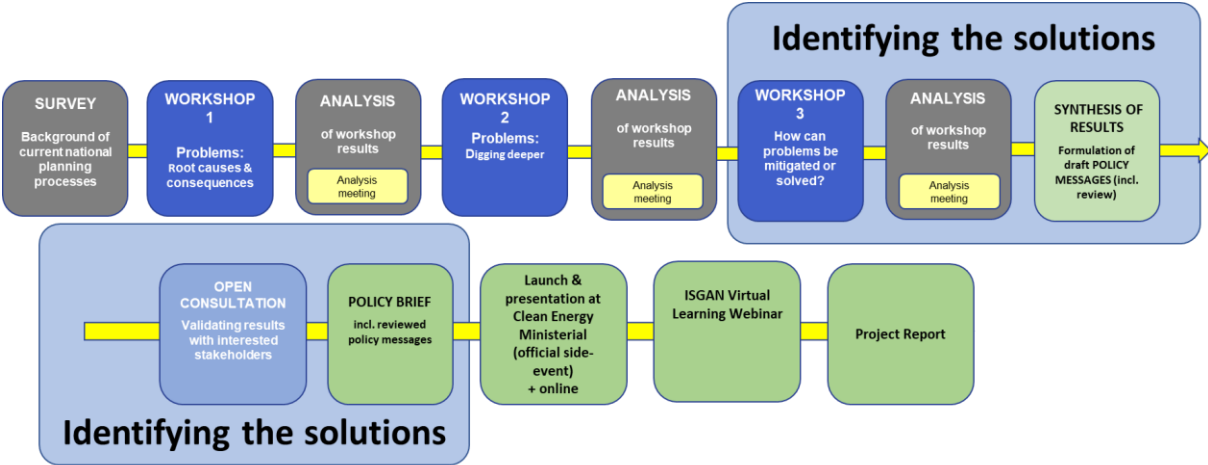 Identifying the solutions
SURVEY
Background of
current national
planning
processes
WORKSHOP
1
Problems:
Root causes &
consequences
ANALYSIS
of workshop
results
Analysis
meeting
WORKSHOP
2
Problems:
Digging deeper
ANALYSIS
of workshop
results
Analysis
meeting
WORKSHOP
3
How can
problems be
mitigated or
solved?
ANALYSIS
of workshop
results
Analysis
meeting
SYNTHESIS OF
RESULTS
Formulation of
draft POLICY
MESSAGES (incl.
review)
OPEN
CONSULTATION
Validating results
with interested
stakeholders
POLICY BRIEF
incl. reviewed
policy messages
Launch &
presentation at
Clean Energy
Ministerial
(official side-
event)
+ online
ISGAN Virtual
Learning Webinar
Project Report
Identifying the solutions